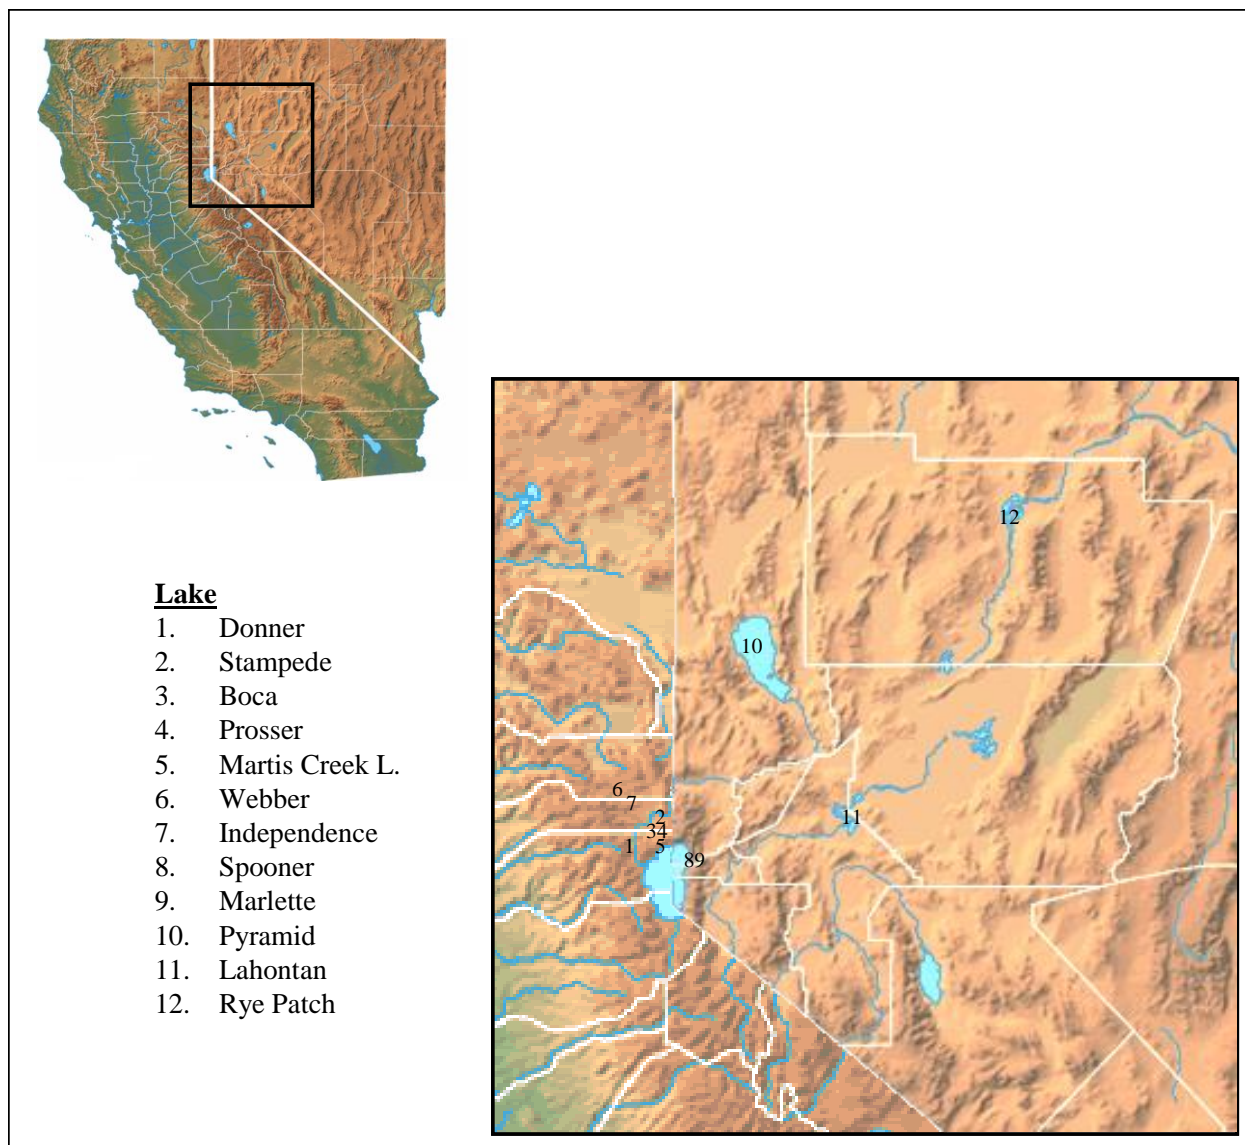 Lake
1. Donner
2. Stampede
3. Boca
4. Prosser
5. Martis Creek L.
6. Webber
7. Independence
8. Spooner
9. Marlette
10. Pyramid
11. Lahontan
12. Rye Patch
12
10
6
7
2
34
11
1
5
89